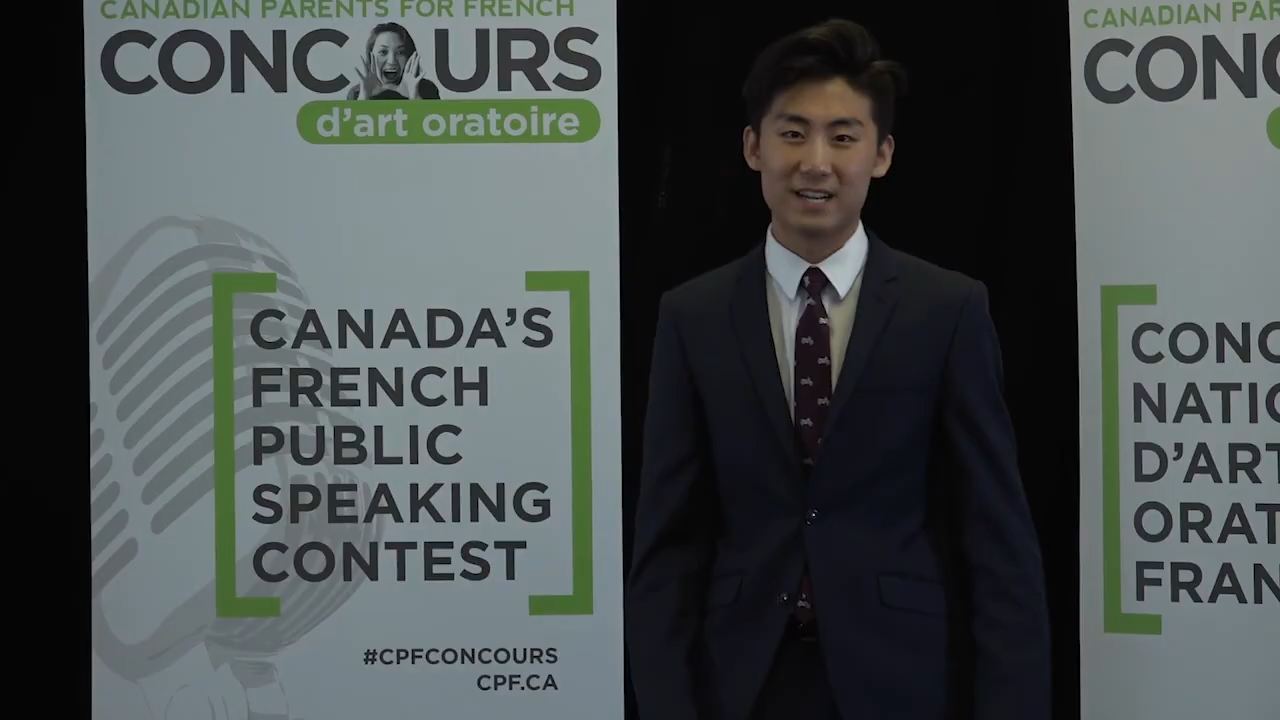 CANADIAN PARENTS FOR FRENCH
CONCOURS
d'art oratoire
CANADA'S
FRENCH
PUBLIC
SPEAKING
CONTEST
#CPFCONCOURS
CPF.CA
CANADIAN PAR
CONC
CONC
NATIO
D'ART
ORAT
FRAN